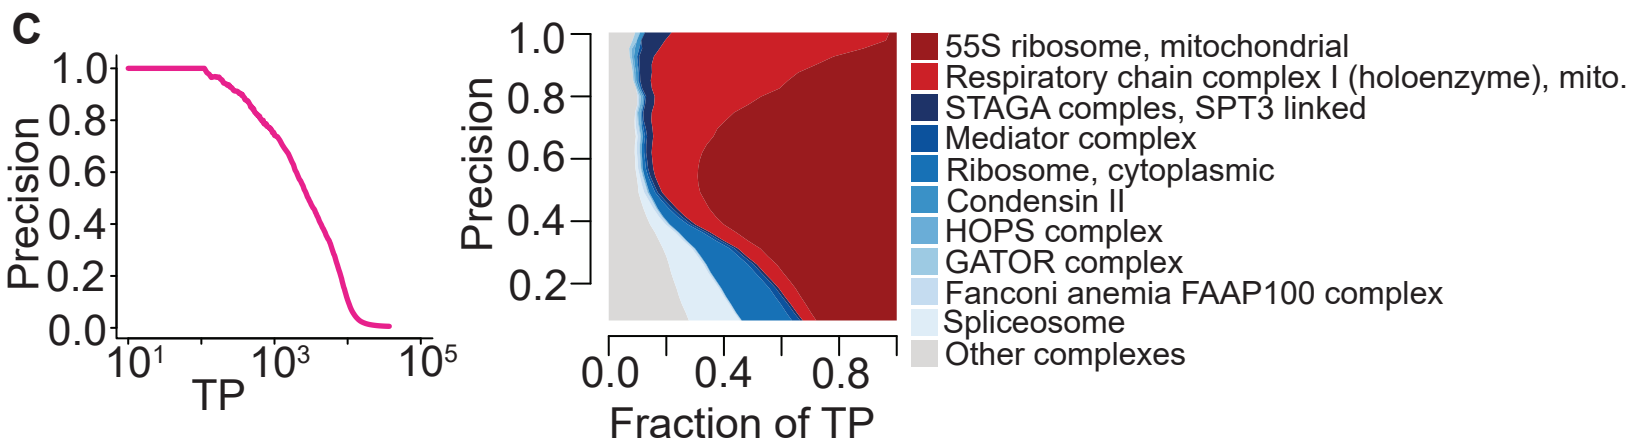 C
Precision
1.0
0.8
0.6
0.4
0.2
0.0
10¹ 10³ 10⁵
TP
Precision
1.0
0.8
0.6
0.4
0.2
0.0 0.4 0.8
Fraction of TP
55S ribosome, mitochondrial
Respiratory chain complex I (holoenzyme), mito.
STAGA comples, SPT3 linked
Mediator complex
Ribosome, cytoplasmic
Condensin II
HOPS complex
GATOR complex
Fanconi anemia FAAP100 complex
Spliceosome
Other complexes